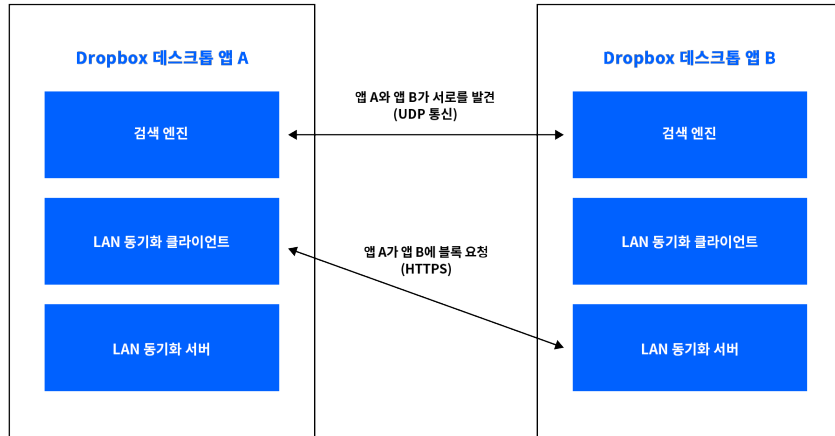 Dropbox 데스크톱 앱 A
검색 엔진
LAN 동기화 클라이언트
LAN 동기화 서버
앱 A와 앱 B가 서로를 발견
(UDP 통신)
앱 A가 앱 B에 블록 요청
(HTTPS)
Dropbox 데스크톱 앱 B
검색 엔진
LAN 동기화 클라이언트
LAN 동기화 서버